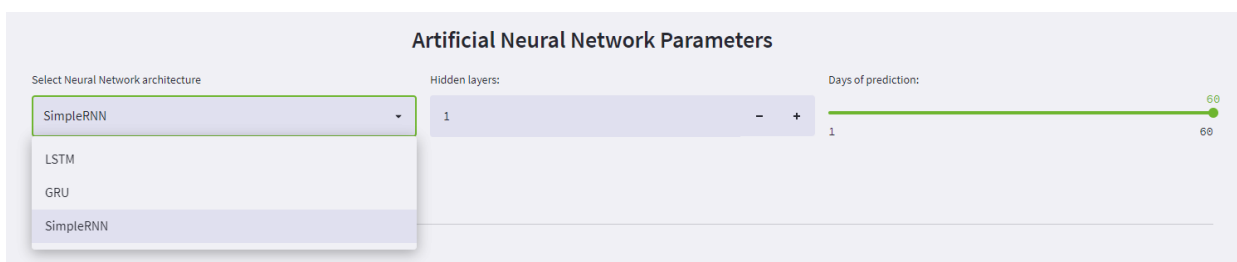 Artificial Neural Network Parameters
Select Neural Network architecture
Hidden layers:
Days of prediction:
SimpleRNN
1
-
+
60
1
60
LSTM
GRU
SimpleRNN